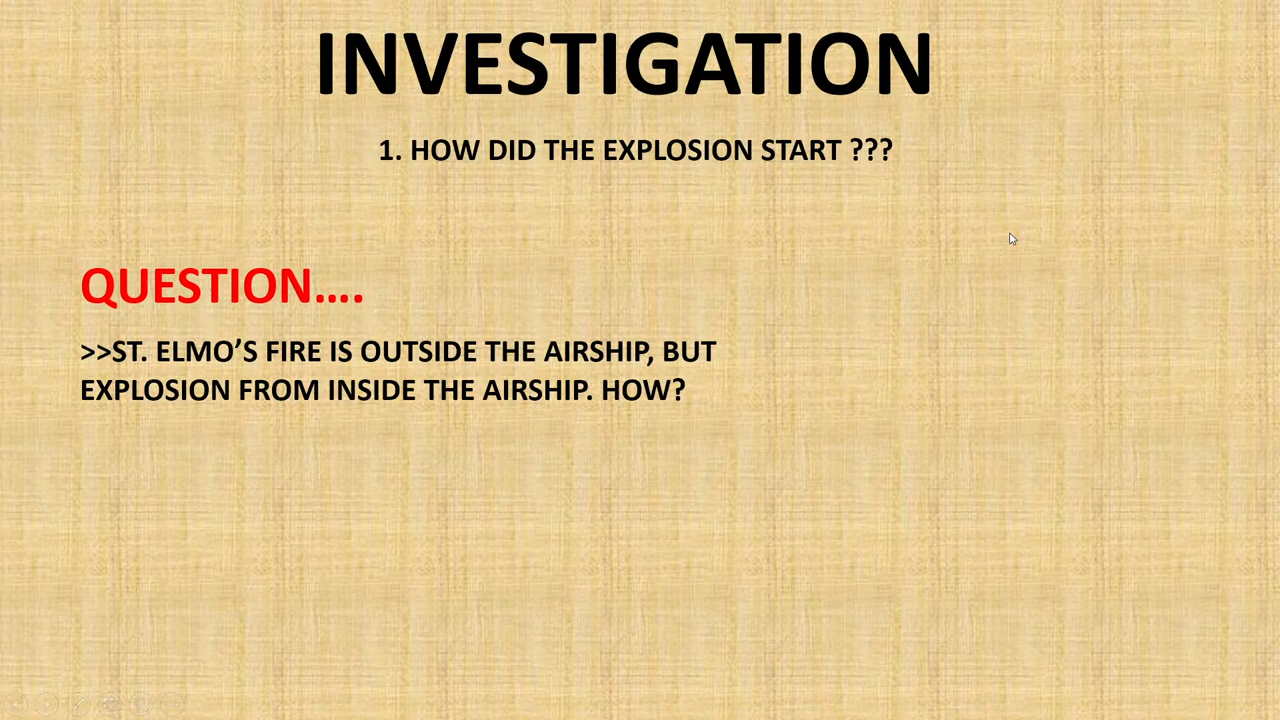 INVESTIGATION
1. HOW DID THE EXPLOSION START ???
QUESTION….
>>ST. ELMO’S FIRE IS OUTSIDE THE AIRSHIP, BUT
EXPLOSION FROM INSIDE THE AIRSHIP. HOW?